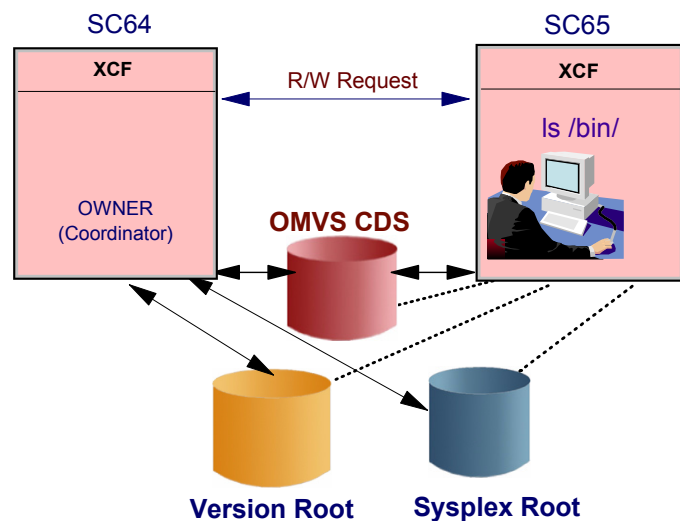 SC64
SC65
XCF
XCF
R/W Request
ls /bin/
OWNER
(Coordinator)
OMVS CDS
Version Root
Sysplex Root